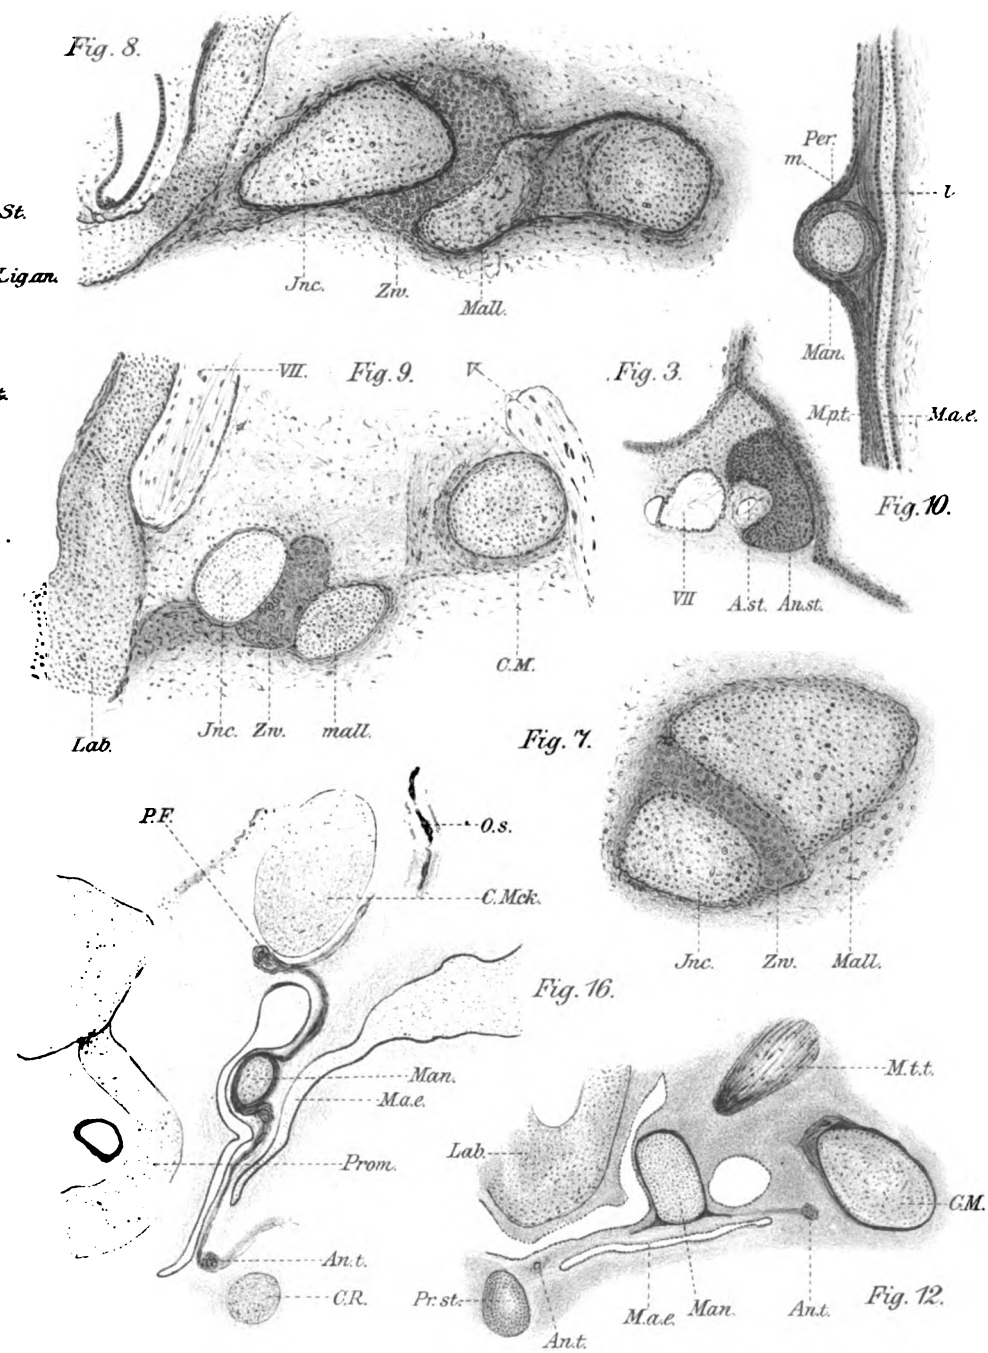 Fig. 8.
St.
Ligan.
Jnc.
Zw.
Mall.
Per.
m.
l
Man.
M.p.t.
M.a.e.
Fig. 10.
VII.
Fig. 9.
V
C.M.
Lab.
Jnc.
Zw.
mall.
Fig. 3.
VII
A.st.
An.st.
Fig. 7.
Jnc.
Zw.
Mall.
P.F.
O.s.
C.Mck.
Fig. 16.
Man.
M.a.e.
Prom.
An.t.
C.R.
M.t.t.
Lab.
C.M.
Pr.st.
An.t.
M.a.e.
Man.
An.t.
Fig. 12.